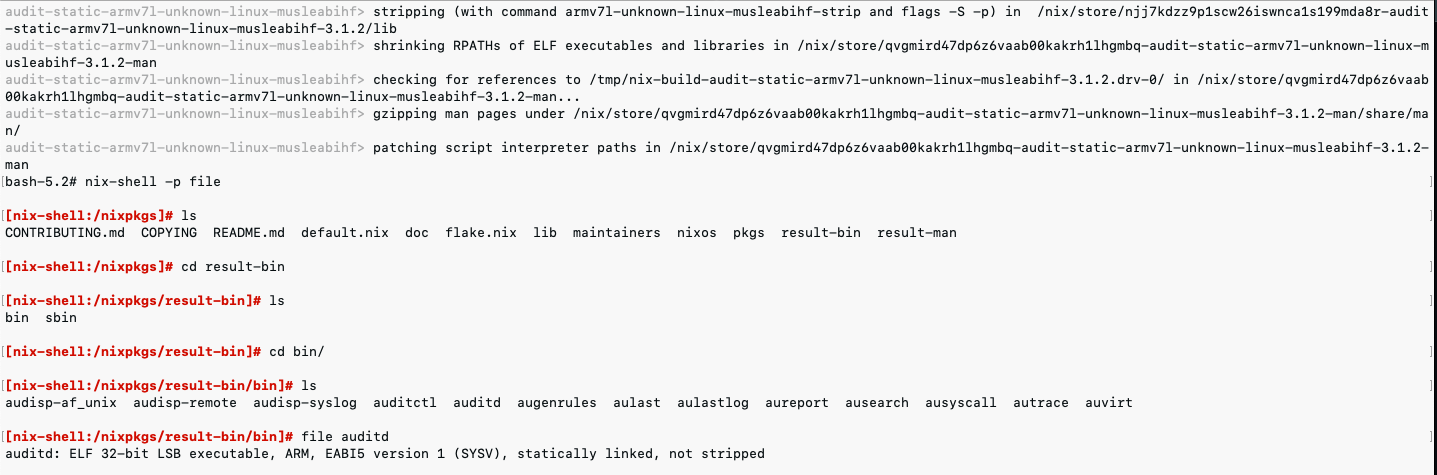 audit-static-armv7l-unknown-linux-musleabihf> stripping (with command armv7l-unknown-linux-musleabihf-strip and flags -S -p) in  /nix/store/njj7kdzz9p1scw26iswnca1s199mda8r-audit
-static-armv7l-unknown-linux-musleabihf-3.1.2/lib
audit-static-armv7l-unknown-linux-musleabihf> shrinking RPATHs of ELF executables and libraries in /nix/store/qvgmird47dp6z6vaab00kakrh1lhgmbq-audit-static-armv7l-unknown-linux-m
usleabihf-3.1.2-man
audit-static-armv7l-unknown-linux-musleabihf> checking for references to /tmp/nix-build-audit-static-armv7l-unknown-linux-musleabihf-3.1.2.drv-0/ in /nix/store/qvgmird47dp6z6vaab
00kakrh1lhgmbq-audit-static-armv7l-unknown-linux-musleabihf-3.1.2-man...
audit-static-armv7l-unknown-linux-musleabihf> gzipping man pages under /nix/store/qvgmird47dp6z6vaab00kakrh1lhgmbq-audit-static-armv7l-unknown-linux-musleabihf-3.1.2-man/share/ma
n/
audit-static-armv7l-unknown-linux-musleabihf> patching script interpreter paths in /nix/store/qvgmird47dp6z6vaab00kakrh1lhgmbq-audit-static-armv7l-unknown-linux-musleabihf-3.1.2-
man
[bash-5.2# nix-shell -p file ]
[[nix-shell:/nixpkgs]# ls ]
CONTRIBUTING.md  COPYING  README.md  default.nix  doc  flake.nix  lib  maintainers  nixos  pkgs  result-bin  result-man
[[nix-shell:/nixpkgs]# cd result-bin ]
[[nix-shell:/nixpkgs/result-bin]# ls ]
bin  sbin
[[nix-shell:/nixpkgs/result-bin]# cd bin/ ]
[[nix-shell:/nixpkgs/result-bin/bin]# ls ]
audisp-af_unix  audisp-remote  audisp-syslog  auditctl  auditd  augenrules  aulast  aulastlog  aureport  ausearch  ausyscall  autrace  auvirt
[[nix-shell:/nixpkgs/result-bin/bin]# file auditd ]
auditd: ELF 32-bit LSB executable, ARM, EABI5 version 1 (SYSV), statically linked, not stripped